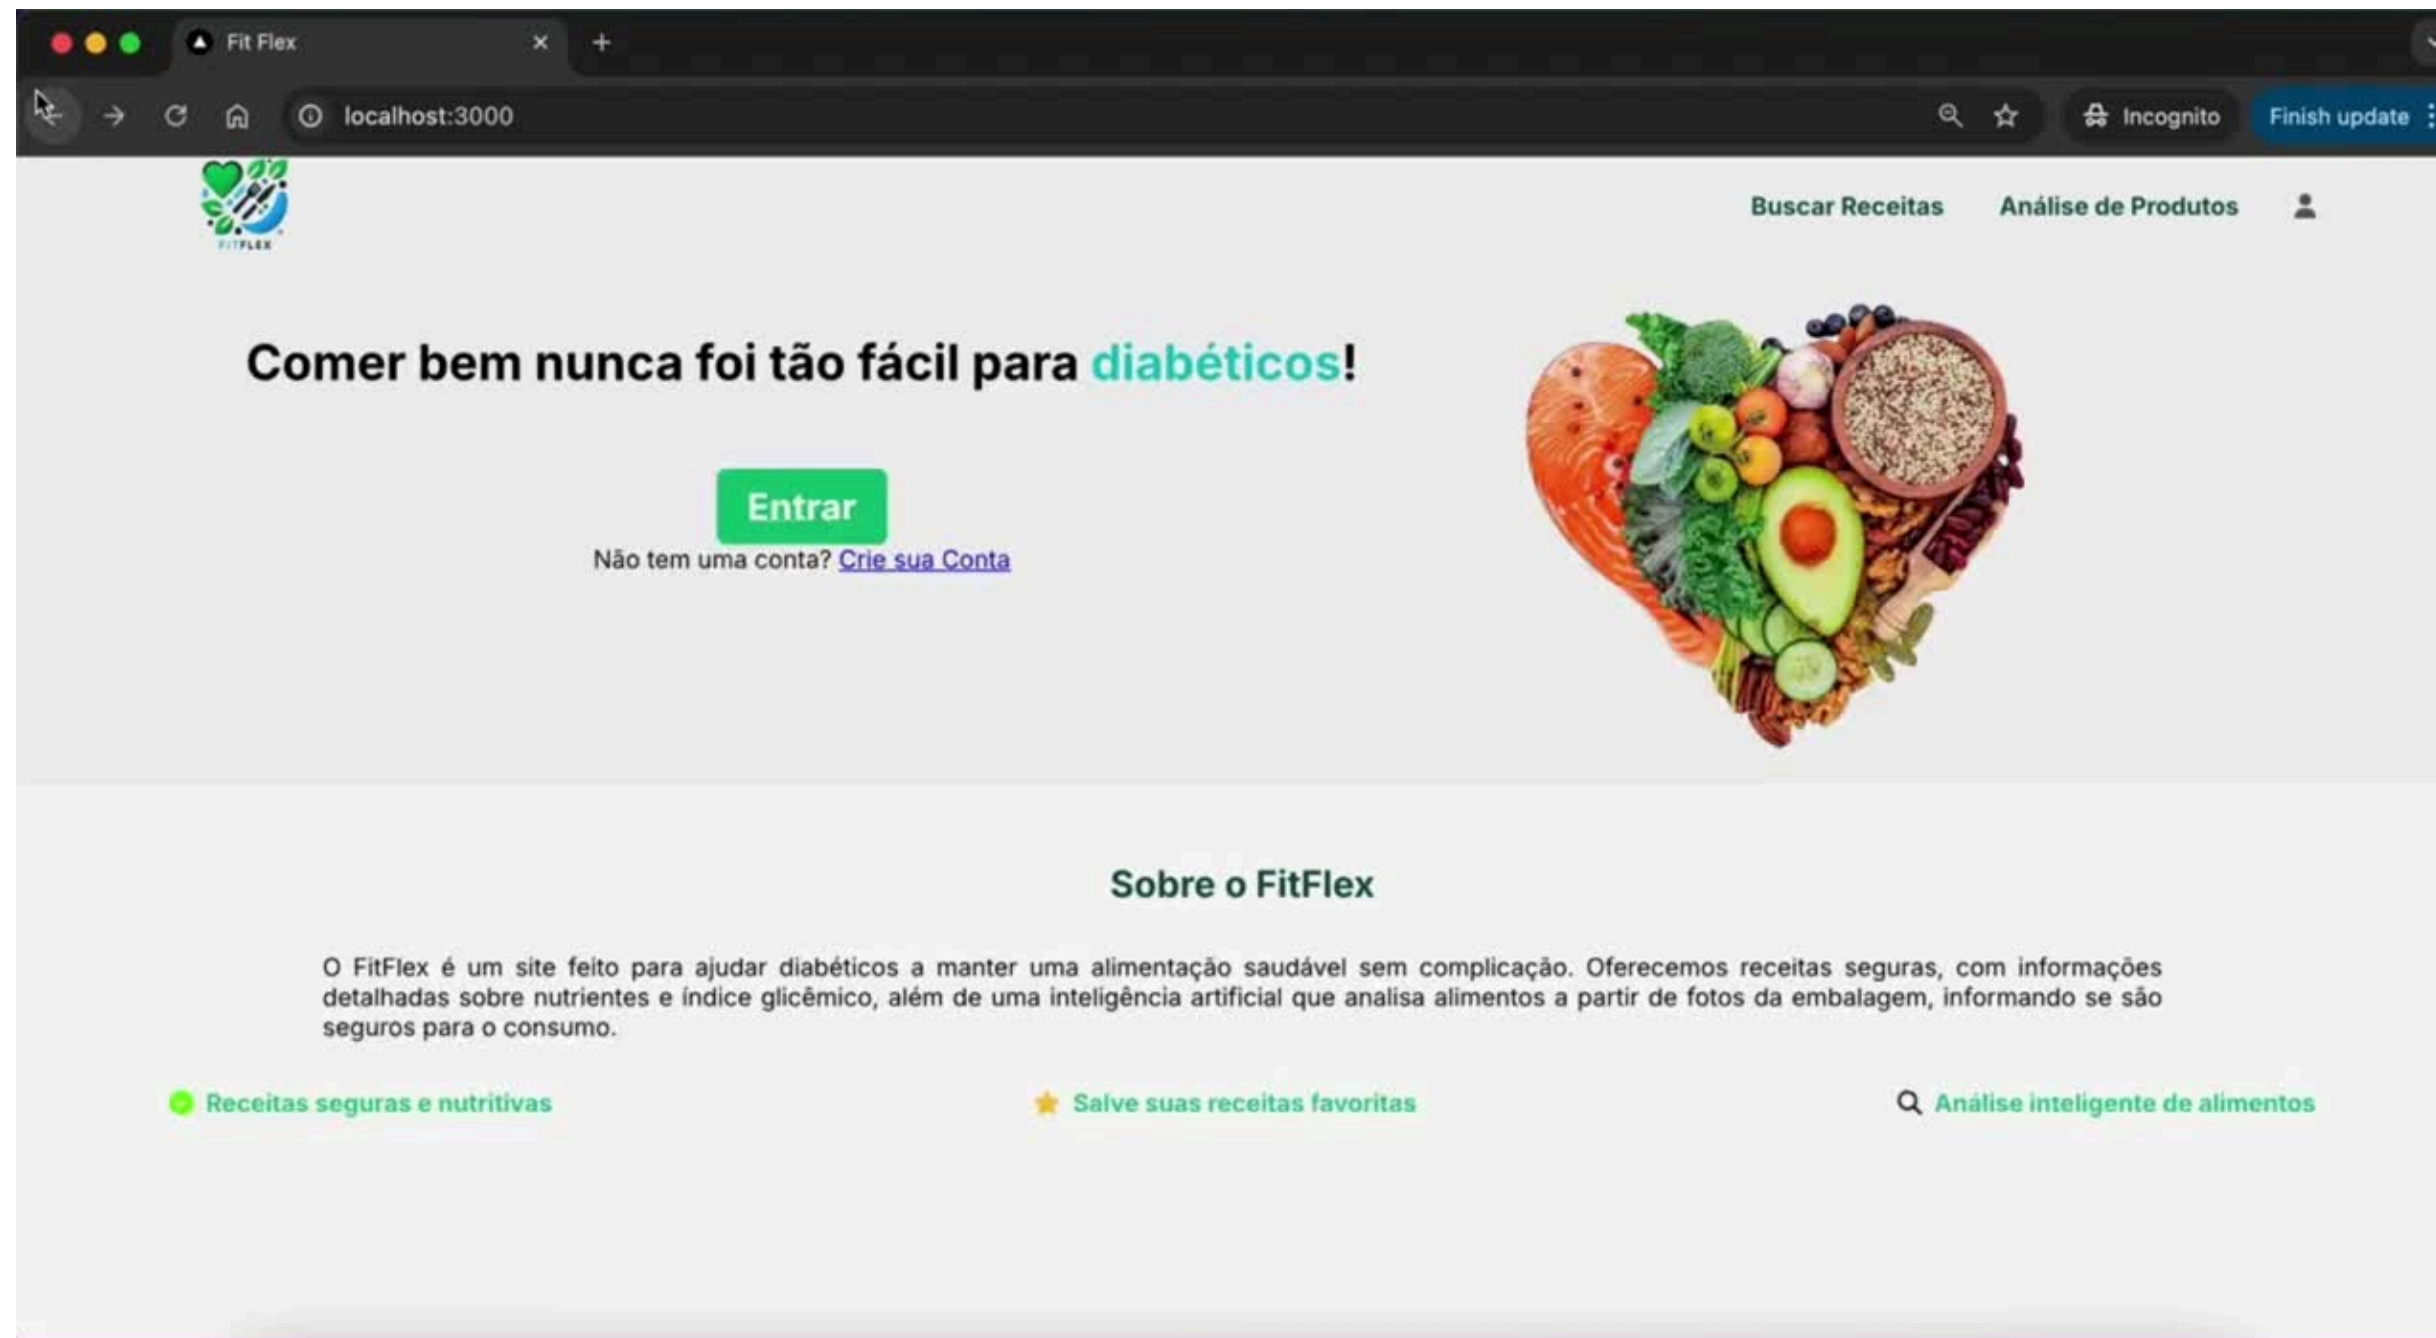 Fit Flex
localhost:3000
Incognito
Finish update
FITFLEX
Buscar Receitas
Análise de Produtos
Comer bem nunca foi tão fácil para diabéticos!
Entrar
Não tem uma conta? Crie sua Conta
Sobre o FitFlex
O FitFlex é um site feito para ajudar diabéticos a manter uma alimentação saudável sem complicação. Oferecemos receitas seguras, com informações
detalhadas sobre nutrientes e índice glicêmico, além de uma inteligência artificial que analisa alimentos a partir de fotos da embalagem, informando se são
seguros para o consumo.
Receitas seguras e nutritivas
Salve suas receitas favoritas
Análise inteligente de alimentos